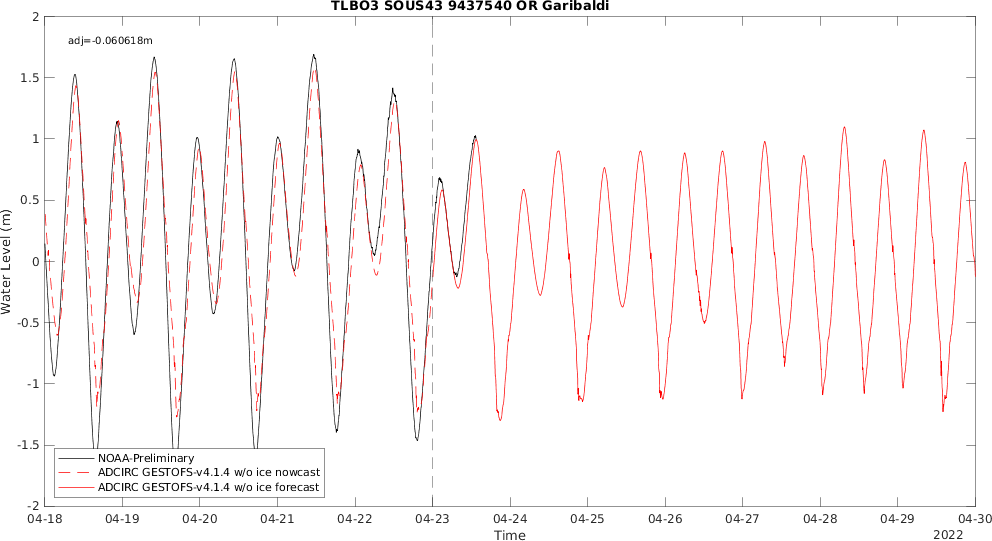 TLBO3 SOUS43 9437540 OR Garibaldi
adj=-0.060618m
2
1.5
1
0.5
0
-0.5
-1
-1.5
-2
Water Level (m)
NOAA-Preliminary
ADCIRC GESTOFS-v4.1.4 w/o ice nowcast
ADCIRC GESTOFS-v4.1.4 w/o ice forecast
04-18 04-19 04-20 04-21 04-22 04-23 04-24 04-25 04-26 04-27 04-28 04-29 04-30
Time
2022